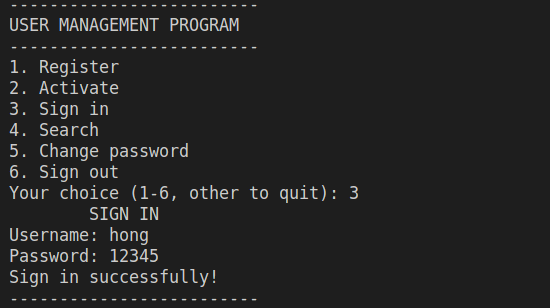 -------------------------
USER MANAGEMENT PROGRAM
-------------------------
1. Register
2. Activate
3. Sign in
4. Search
5. Change password
6. Sign out
Your choice (1-6, other to quit): 3
        SIGN IN
Username: hong
Password: 12345
Sign in successfully!
-------------------------